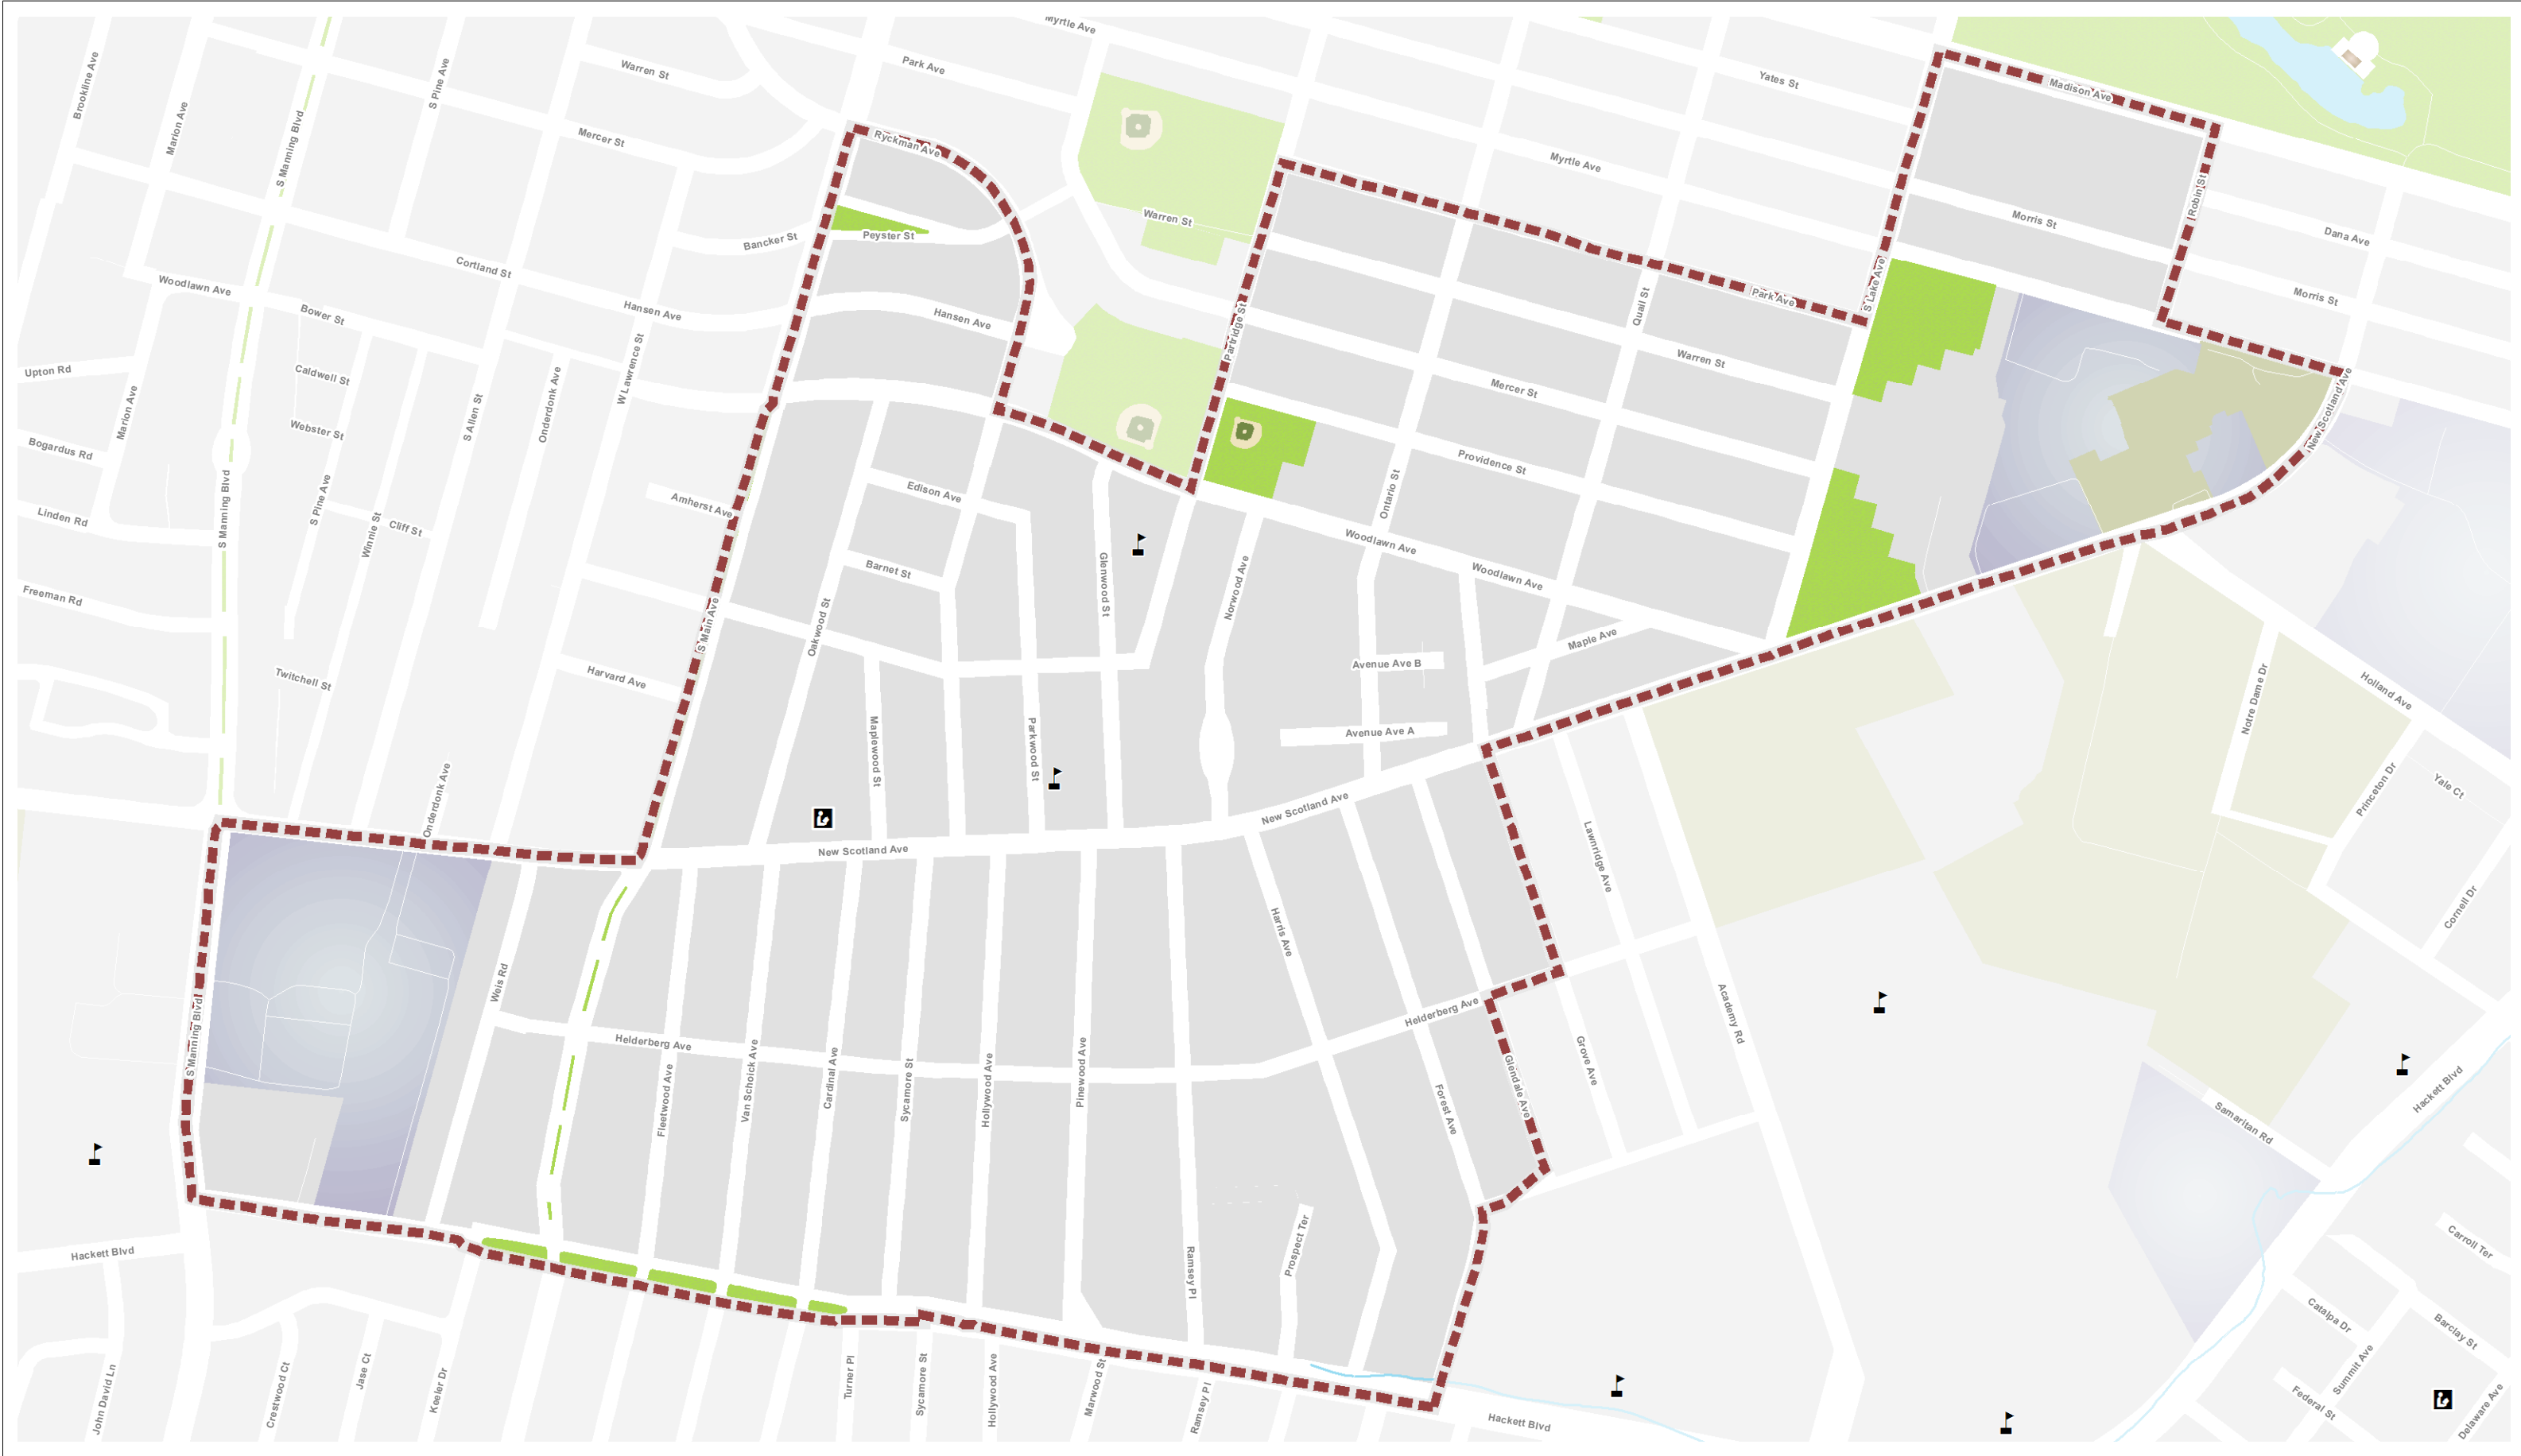 Myrtle Ave
Brookline Ave
Marion Ave
S Manning Blvd
S Pine Ave
Warren St
Park Ave
Yates St
Madison Ave
Mercer St
Ryckman Ave
Myrtle Ave
Robin St
Warren St
Morris St
Dana Ave
Bancker St
Peyster St
Cortland St
Woodlawn Ave
Bower St
Hansen Ave
Hansen Ave
Partridge St
Quail St
Park Ave
S Lake Ave
Morris St
Upton Rd
Caldwell St
W Lawrence St
Warren St
Marion Ave
Webster St
S Allen St
Onderdonk Ave
Mercer St
New Scotland Ave
Bogardus Rd
Providence St
Edison Ave
Amherst Ave
S Pine Ave
Linden Rd
S Manning Blvd
Winnie St
Cliff St
Ontario St
Woodlawn Ave
Woodlawn Ave
Barnet St
Glenwood St
Norwood Ave
Freeman Rd
S Main Ave
Oakwood St
Maple Ave
Avenue Ave B
Twitchell St
Harvard Ave
Notre Dame Dr
Holland Ave
Maplewood St
Parkwood St
Avenue Ave A
Onderdonk Ave
New Scotland Ave
Princeton Dr
Yale Ct
New Scotland Ave
Lawnridge Ave
Cornell Dr
Harris Ave
Weis Rd
Helderberg Ave
Academy Rd
S Manning Blvd
Helderberg Ave
Fleetwood Ave
Van Schoick Ave
Cardinal Ave
Sycamore St
Hollywood Ave
Pinewood Ave
Glendale Ave
Grove Ave
Forest Ave
Hackett Blvd
Samaritan Rd
Hackett Blvd
Ramsey Pl
Prospect Ter
Carroll Ter
Catalpa Dr
Barclay St
John David Ln
Crestwood Ct
Jase Ct
Keeler Dr
Turner Pl
Sycamore St
Hollywood Ave
Marwood St
Ramsey Pl
Hackett Blvd
Summit Ave
Federal St
Delaware Ave